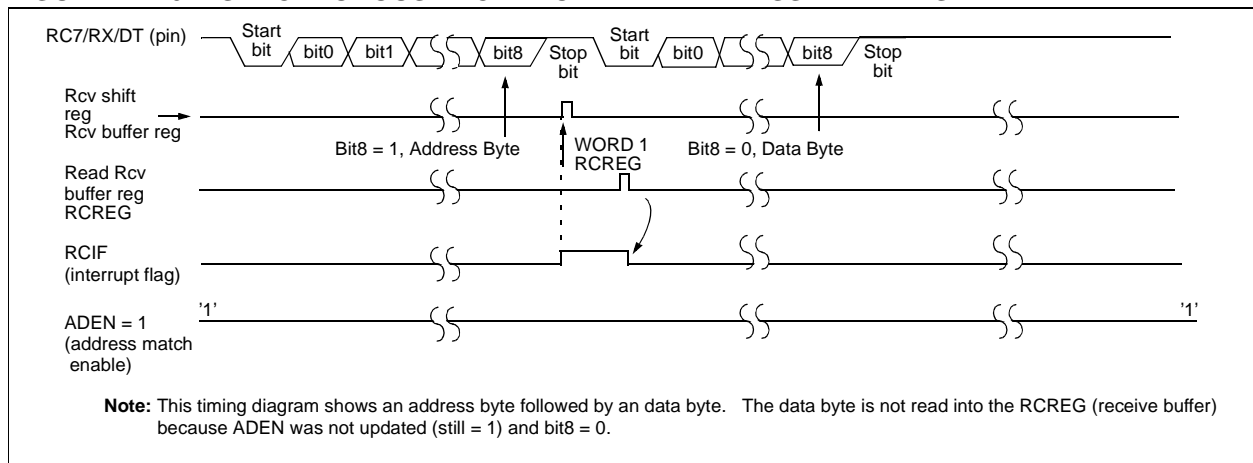 RC7/RX/DT (pin)
Start
bit
bit0
bit1
bit8
Stop
bit
Start
bit
bit0
bit8
Stop
bit
Rcv shift
reg
Rcv buffer reg
Bit8 = 1, Address Byte
WORD 1
RCREG
Bit8 = 0, Data Byte
Read Rcv
buffer reg
RCREG
RCIF
(interrupt flag)
'1'
'1'
ADEN = 1
(address match
enable)
Note: This timing diagram shows an address byte followed by an data byte. The data byte is not read into the RCREG (receive buffer)
because ADEN was not updated (still = 1) and bit8 = 0.